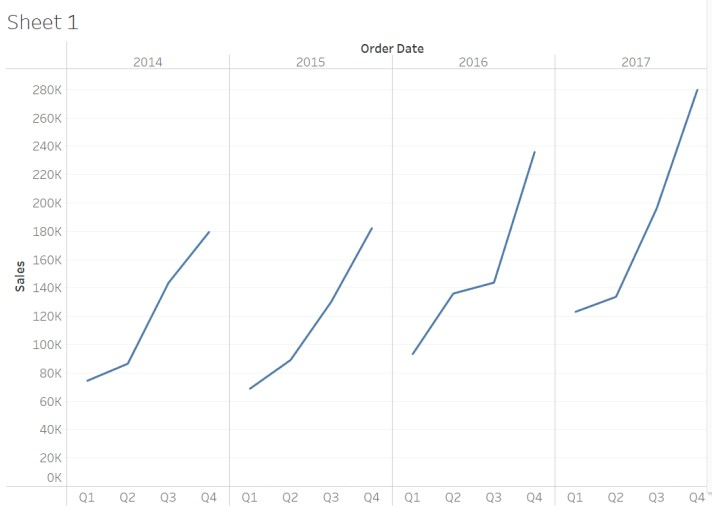 Sheet 1
Order Date
2014 2015 2016 2017
280K
260K
240K
220K
200K
180K
160K
140K
120K
100K
80K
60K
40K
20K
0K
Sales
Q1 Q2 Q3 Q4 Q1 Q2 Q3 Q4 Q1 Q2 Q3 Q4 Q1 Q2 Q3 Q4